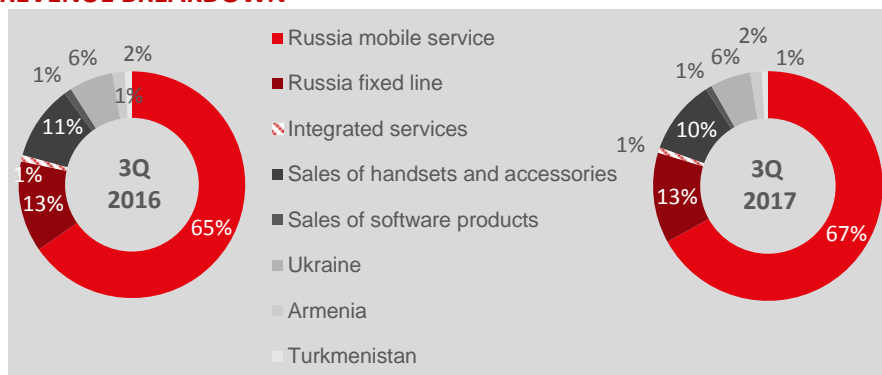 REVENUE BREAKDOWN
2%
6%
1%
1%
11%
1%
13%
65%
3Q
2016
Russia mobile service
Russia fixed line
Integrated services
Sales of handsets and accessories
Sales of software products
Ukraine
Armenia
Turkmenistan
2%
1%
6%
1%
10%
1%
13%
67%
3Q
2017